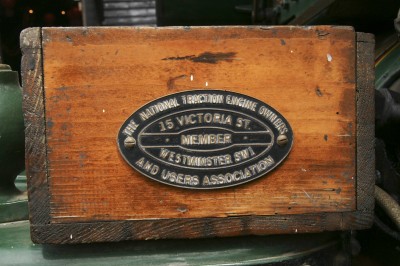 THE NATIONAL TRACTION ENGINE OWNERS
15 VICTORIA ST.
MEMBER
WESTMINSTER SW1
AND USERS ASSOCIATION